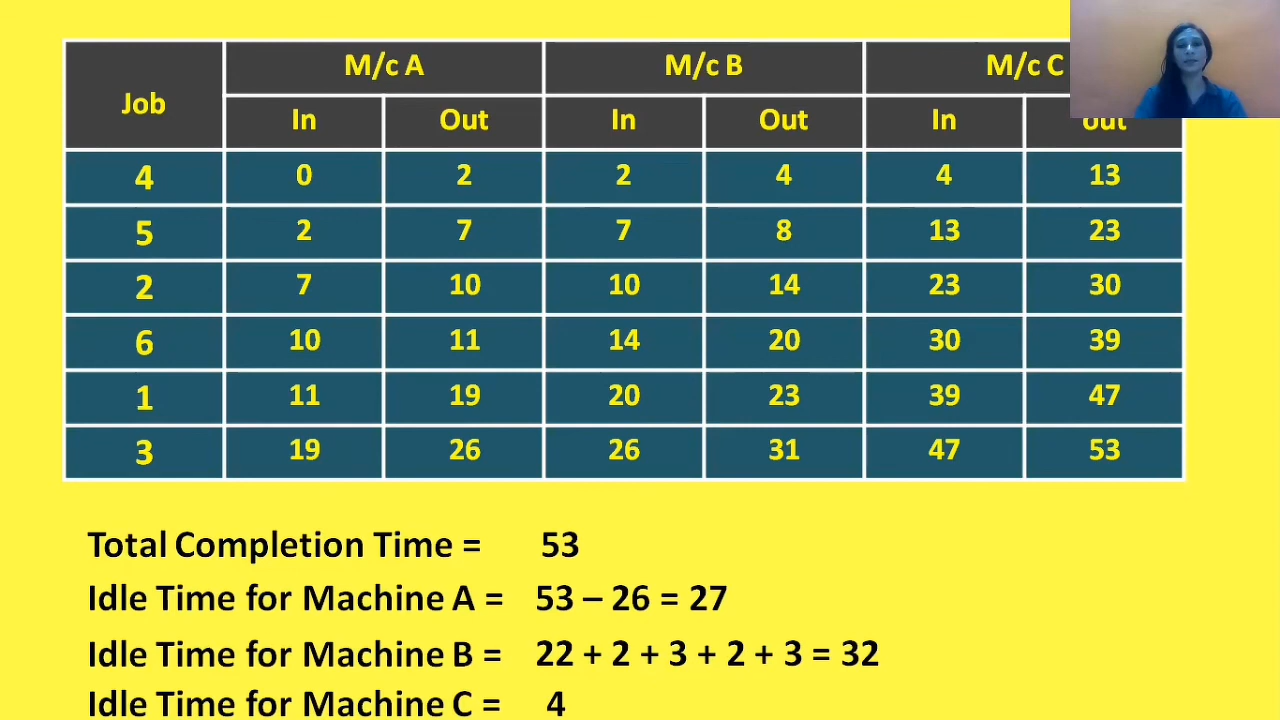 Job M/c A M/c B M/c C
In Out In Out In out
4 0 2 2 4 4 13
5 2 7 7 8 13 23
2 7 10 10 14 23 30
6 10 11 14 20 30 39
1 11 19 20 23 39 47
3 19 26 26 31 47 53
Total Completion Time = 53
Idle Time for Machine A = 53 – 26 = 27
Idle Time for Machine B = 22 + 2 + 3 + 2 + 3 = 32
Idle Time for Machine C = 4